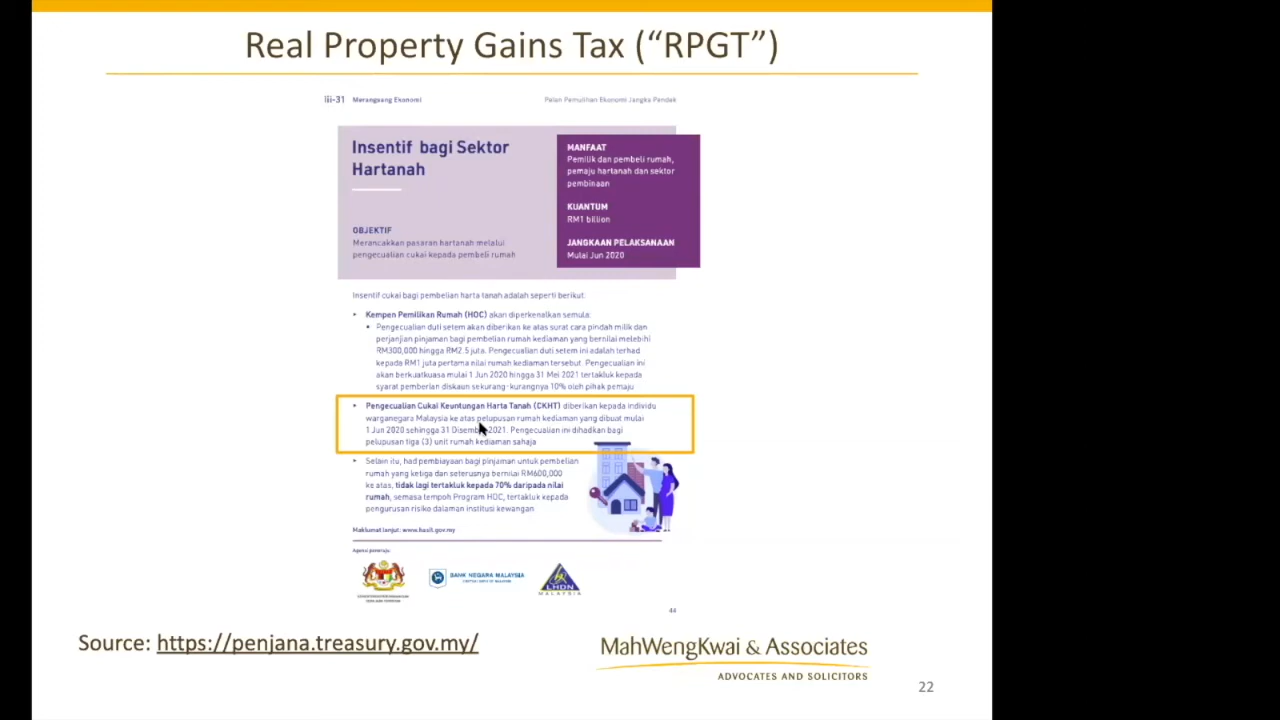 Real Property Gains Tax (“RPGT”)
iii-31 Merangsang Ekonomi
Pelan Pemulihan Ekonomi Jangka Pendek
Insentif bagi Sektor
Hartanah
OBJEKTIF
Merancakkan pasaran hartanah melalui
pengecualian cukai kepada pembeli rumah
MANFAAT
Pemilik dan pembeli rumah,
pemaju hartanah dan sektor
pembinaan
KUANTUM
RM1 billion
JANGKAAN PELAKSANAAN
Mulai Jun 2020
Insentif cukai bagi pembelian harta tanah adalah seperti berikut:
Kempen Pemilikan Rumah (HOC) akan diperkenalkan semula:
Pengecualian duti setem akan diberikan ke atas surat cara pindah milik dan
perjanjian pinjaman bagi pembelian rumah kediaman yang bernilai melebihi
RM300,000 hingga RM2.5 juta. Pengecualian duti setem ini adalah terhad
kepada RM1 juta pertama nilai rumah kediaman tersebut. Pengecualian ini
akan berkuatkuasa mulai 1 Jun 2020 hingga 31 Mei 2021 tertakluk kepada
syarat pemberian diskaun sekurang-kurangnya 10% oleh pihak pemaju
Pengecualian Cukai Keuntungan Harta Tanah (CKHT) diberikan kepada individu
warganegara Malaysia ke atas pelupusan rumah kediaman yang dibuat mulai
1 Jun 2020 sehingga 31 Disember 2021. Pengecualian ini dihadkan bagi
pelupusan tiga (3) unit rumah kediaman sahaja
Selain itu, had pembiayaan bagi pinjaman untuk pembelian
rumah yang ketiga dan seterusnya bernilai RM600,000
ke atas, tidak lagi tertakluk kepada 70% daripada nilai
rumah, semasa tempoh Program HOC, tertakluk kepada
pengurusan risiko dalaman institusi kewangan
Maklumat lanjut: www.hasil.gov.my
Agensi peneraju:
BANK NEGARA MALAYSIA
LHDN
MALAYSIA
44
Source: https://penjana.treasury.gov.my/
MahWengKwai & Associates
ADVOCATES AND SOLICITORS
22